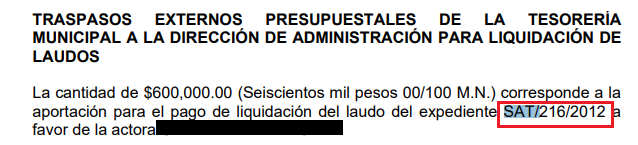 TRASPASOS EXTERNOS PRESUPUESTALES DE LA TESORERÍA
MUNICIPAL A LA DIRECCIÓN DE ADMINISTRACIÓN PARA LIQUIDACIÓN DE
LAUDOS
La cantidad de $600,000.00 (Seiscientos mil pesos 00/100 M.N.) corresponde a la
aportación para el pago de liquidación del laudo del expediente SAT/216/2012 a
favor de la actora